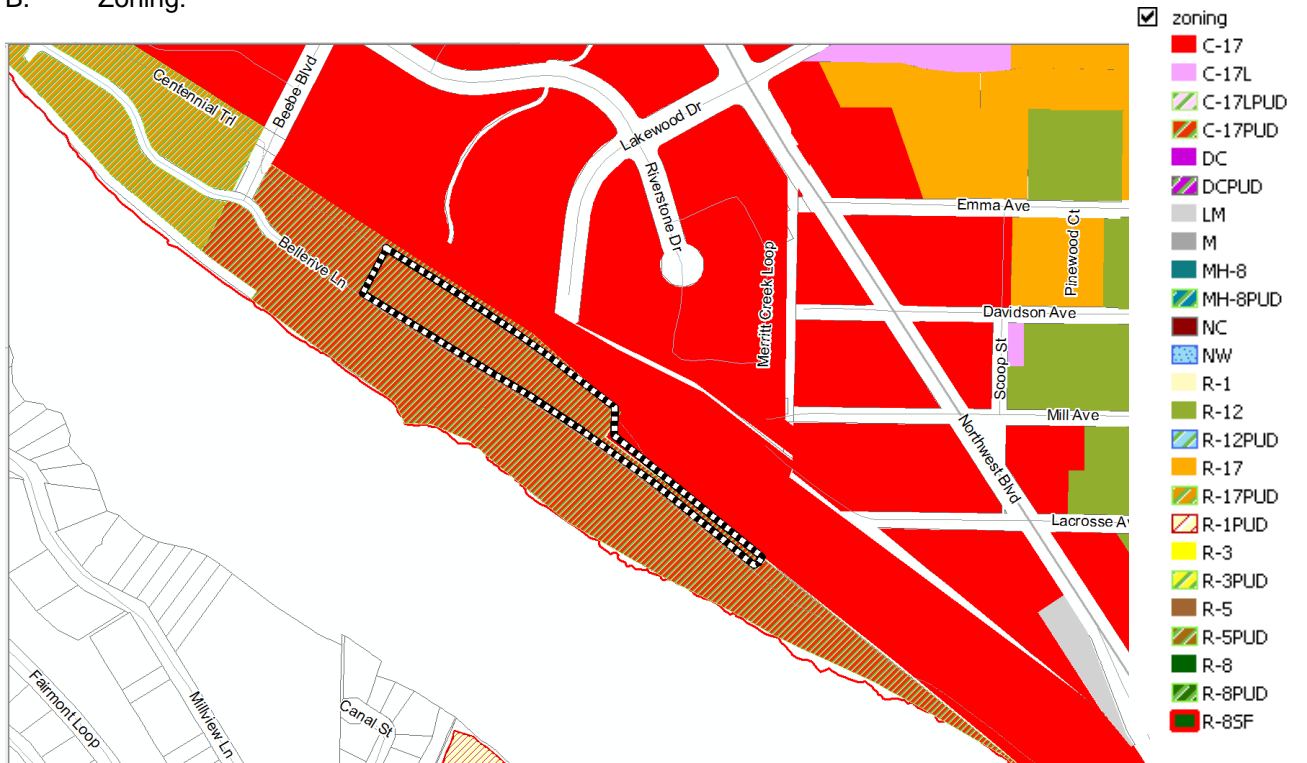 B. Zoning:
zoning
C-17
C-17L
C-17LPUD
C-17PUD
DC
DCPUD
LM
M
MH-8
MH-8PUD
NC
NW
R-1
R-12
R-12PUD
R-17
R-17PUD
R-1PUD
R-3
R-3PUD
R-5
R-5PUD
R-8
R-8PUD
R-8SF
Centennial Trl
Beebe Blvd
Lakewood Dr
Riverstone Dr
Emma Ave
Pinewood Ct
Bellerive Ln
Merritt Creek Loop
Davidson Ave
Scoop St
Mill Ave
Northwest Blvd
Lacrosse Av
Fairmont Loop
Millview Ln
Canal St